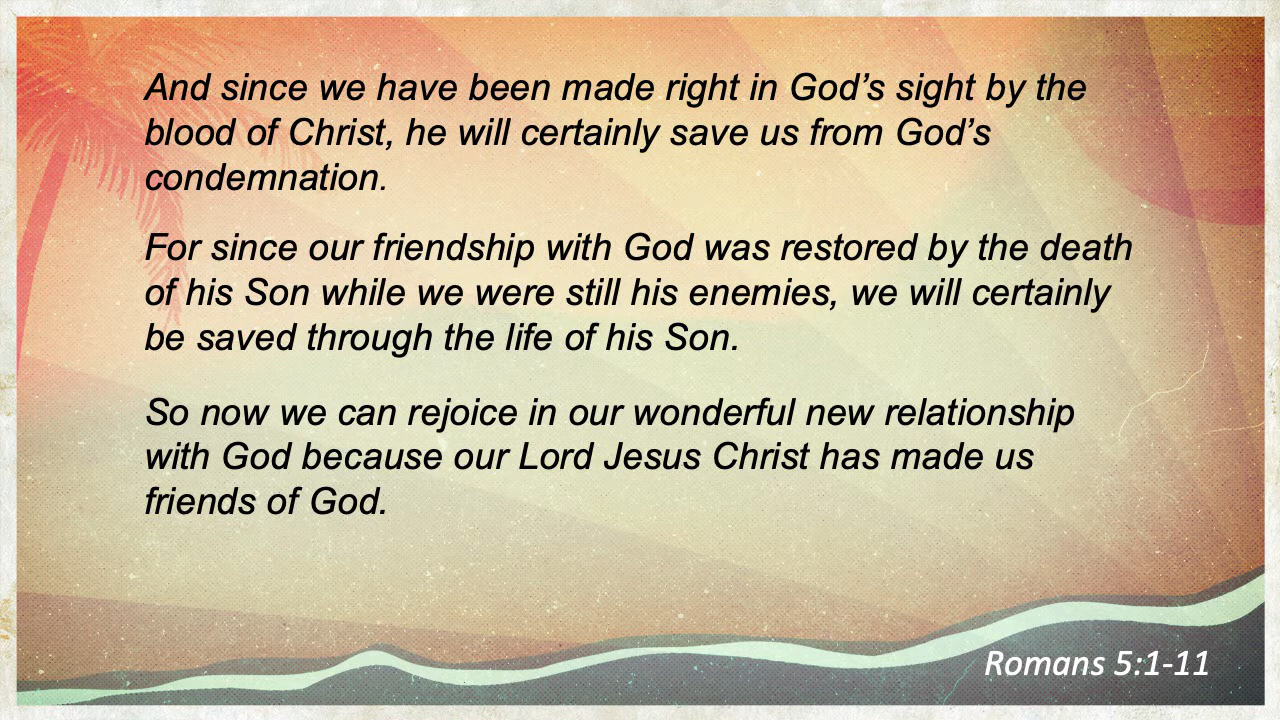 And since we have been made right in God’s sight by the
blood of Christ, he will certainly save us from God’s
condemnation.
For since our friendship with God was restored by the death
of his Son while we were still his enemies, we will certainly
be saved through the life of his Son.
So now we can rejoice in our wonderful new relationship
with God because our Lord Jesus Christ has made us
friends of God.
Romans 5:1-11